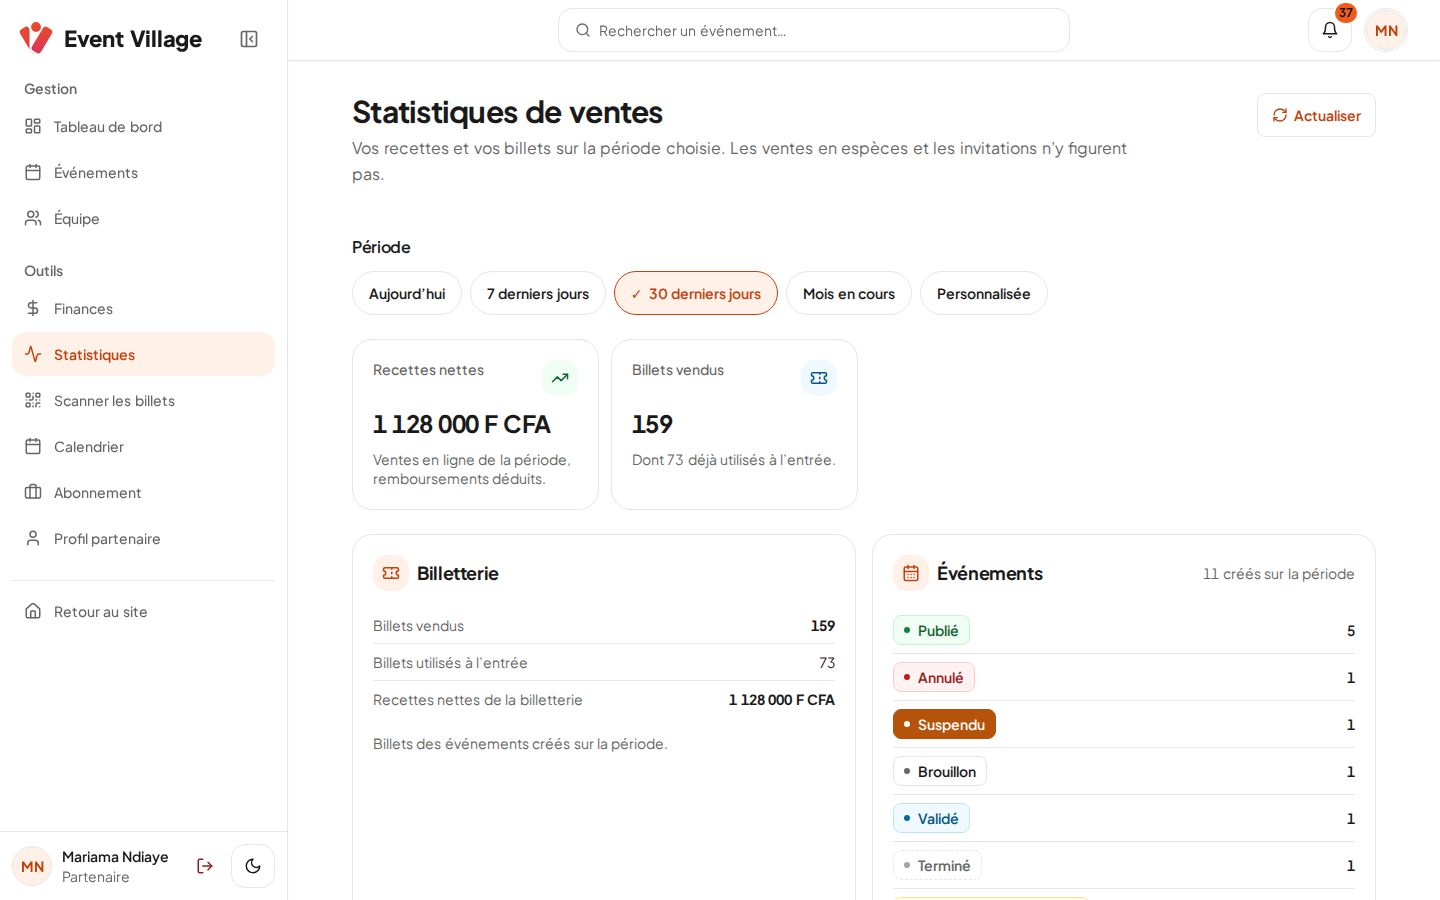 Event Village
Gestion
Tableau de bord
Événements
Équipe
Outils
Finances
Statistiques
Scanner les billets
Calendrier
Abonnement
Profil partenaire
Retour au site
MN
Mariama Ndiaye
Partenaire
Rechercher un événement…
37
MN
Statistiques de ventes
Actualiser
Vos recettes et vos billets sur la période choisie. Les ventes en espèces et les invitations n’y figurent
pas.
Période
Aujourd’hui
7 derniers jours
✓ 30 derniers jours
Mois en cours
Personnalisée
Recettes nettes
1 128 000 F CFA
Ventes en ligne de la période,
remboursements déduits.
Billets vendus
159
Dont 73 déjà utilisés à l’entrée.
Billetterie
Billets vendus 159
Billets utilisés à l’entrée 73
Recettes nettes de la billetterie 1 128 000 F CFA
Billets des événements créés sur la période.
Événements 11 créés sur la période
Publié 5
Annulé 1
Suspendu 1
Brouillon 1
Validé 1
Terminé 1